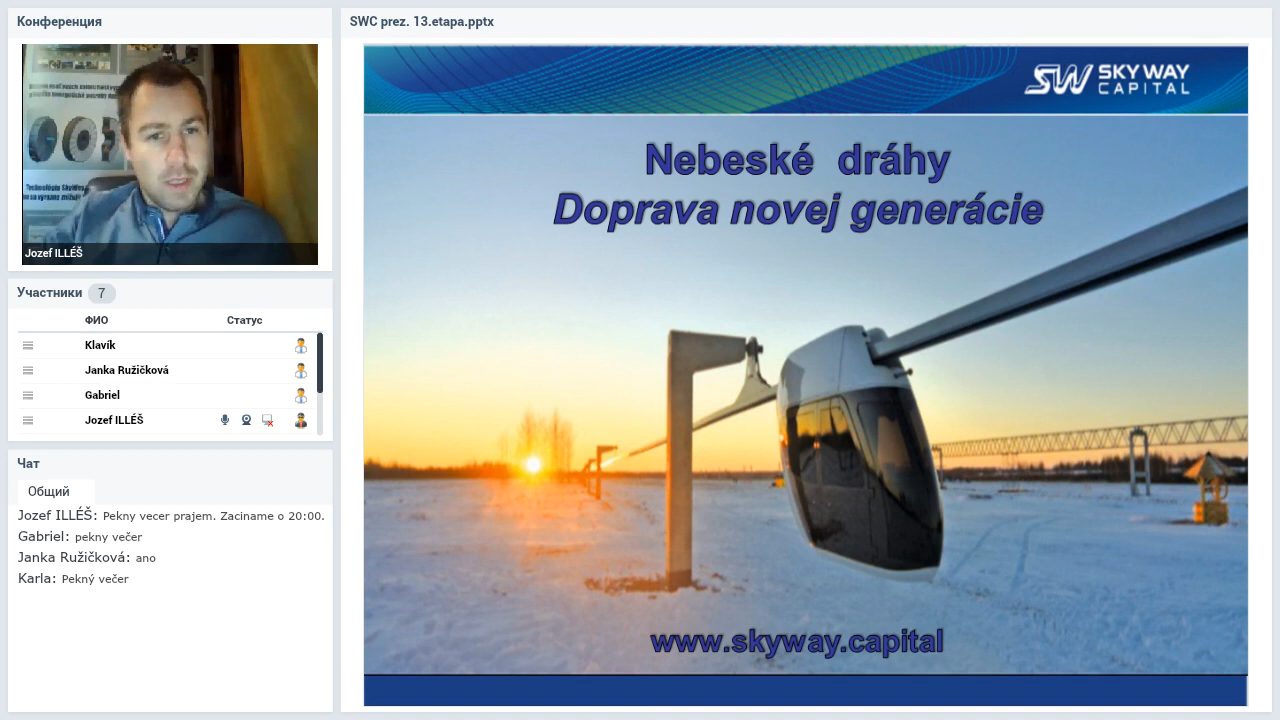 Конференция
Jozef ILLÉŠ
Участники 7
ФИО Статус
Klavík
Janka Ružičková
Gabriel
Jozef ILLÉŠ
Чат
Общий
Jozef ILLÉŠ: Pekny vecer prajem. Zaciname o 20:00.
Gabriel: pekny večer
Janka Ružičková: ano
Karla: Pekný večer
SWC prez. 13.etapa.pptx
SW SKY WAY
CAPITAL
Nebeské dráhy
Doprava novej generácie
www.skyway.capital